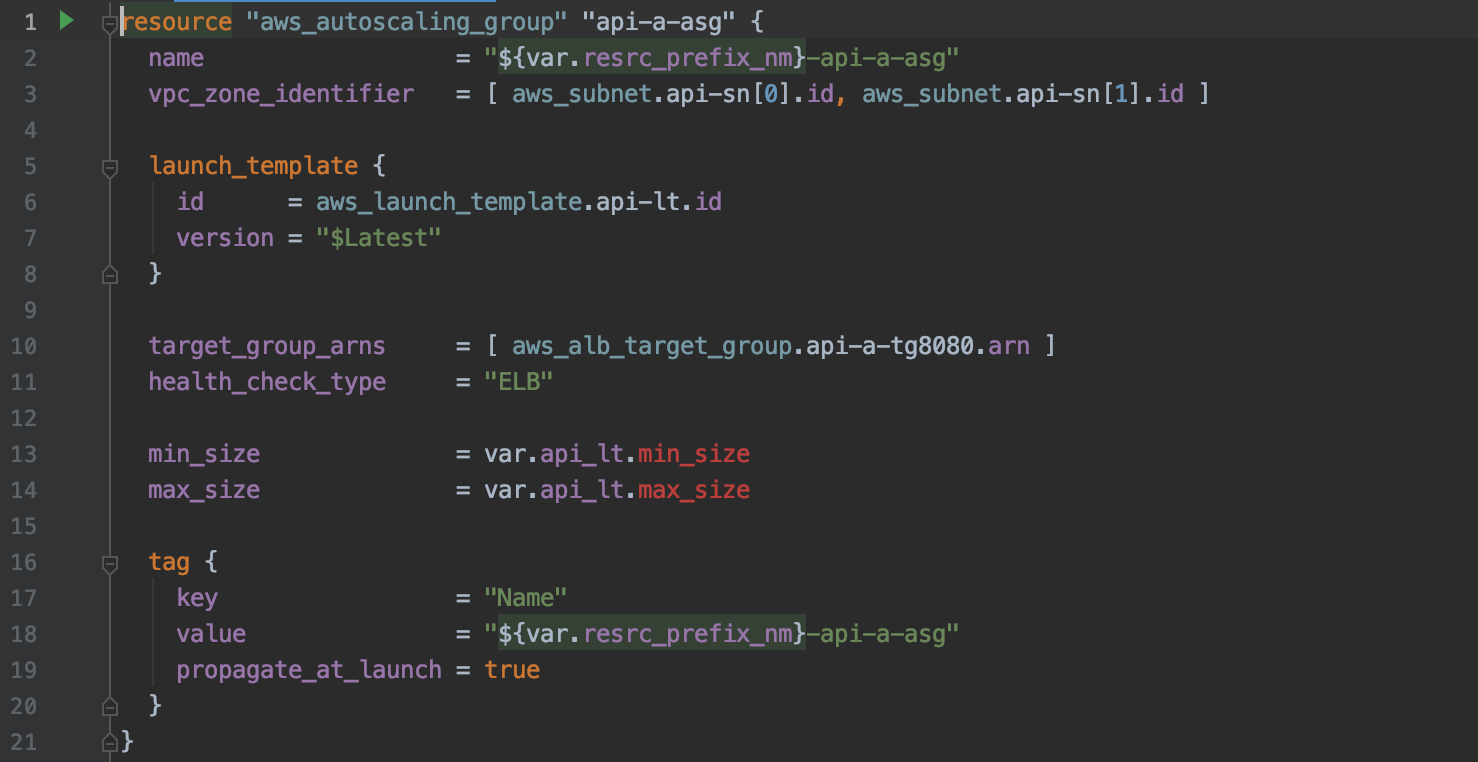 1 resource "aws_autoscaling_group" "api-a-asg" {
2   name                  = "${var.resrc_prefix_nm}-api-a-asg"
3   vpc_zone_identifier   = [ aws_subnet.api-sn[0].id, aws_subnet.api-sn[1].id ]
4
5   launch_template {
6     id      = aws_launch_template.api-lt.id
7     version = "$Latest"
8   }
9
10   target_group_arns     = [ aws_alb_target_group.api-a-tg8080.arn ]
11   health_check_type     = "ELB"
12
13   min_size              = var.api_lt.min_size
14   max_size              = var.api_lt.max_size
15
16   tag {
17     key                 = "Name"
18     value               = "${var.resrc_prefix_nm}-api-a-asg"
19     propagate_at_launch = true
20   }
21 }